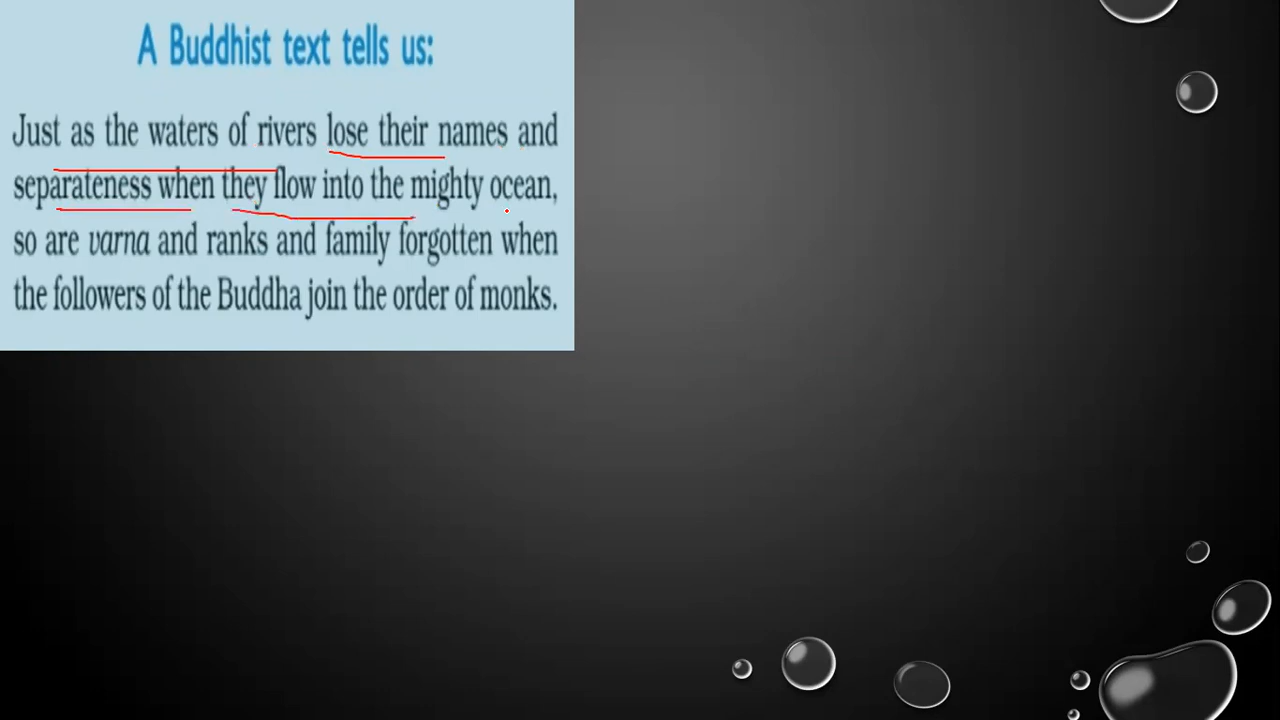 A Buddhist text tells us:
Just as the waters of rivers lose their names and
separateness when they flow into the mighty ocean,
so are varna and ranks and family forgotten when
the followers of the Buddha join the order of monks.